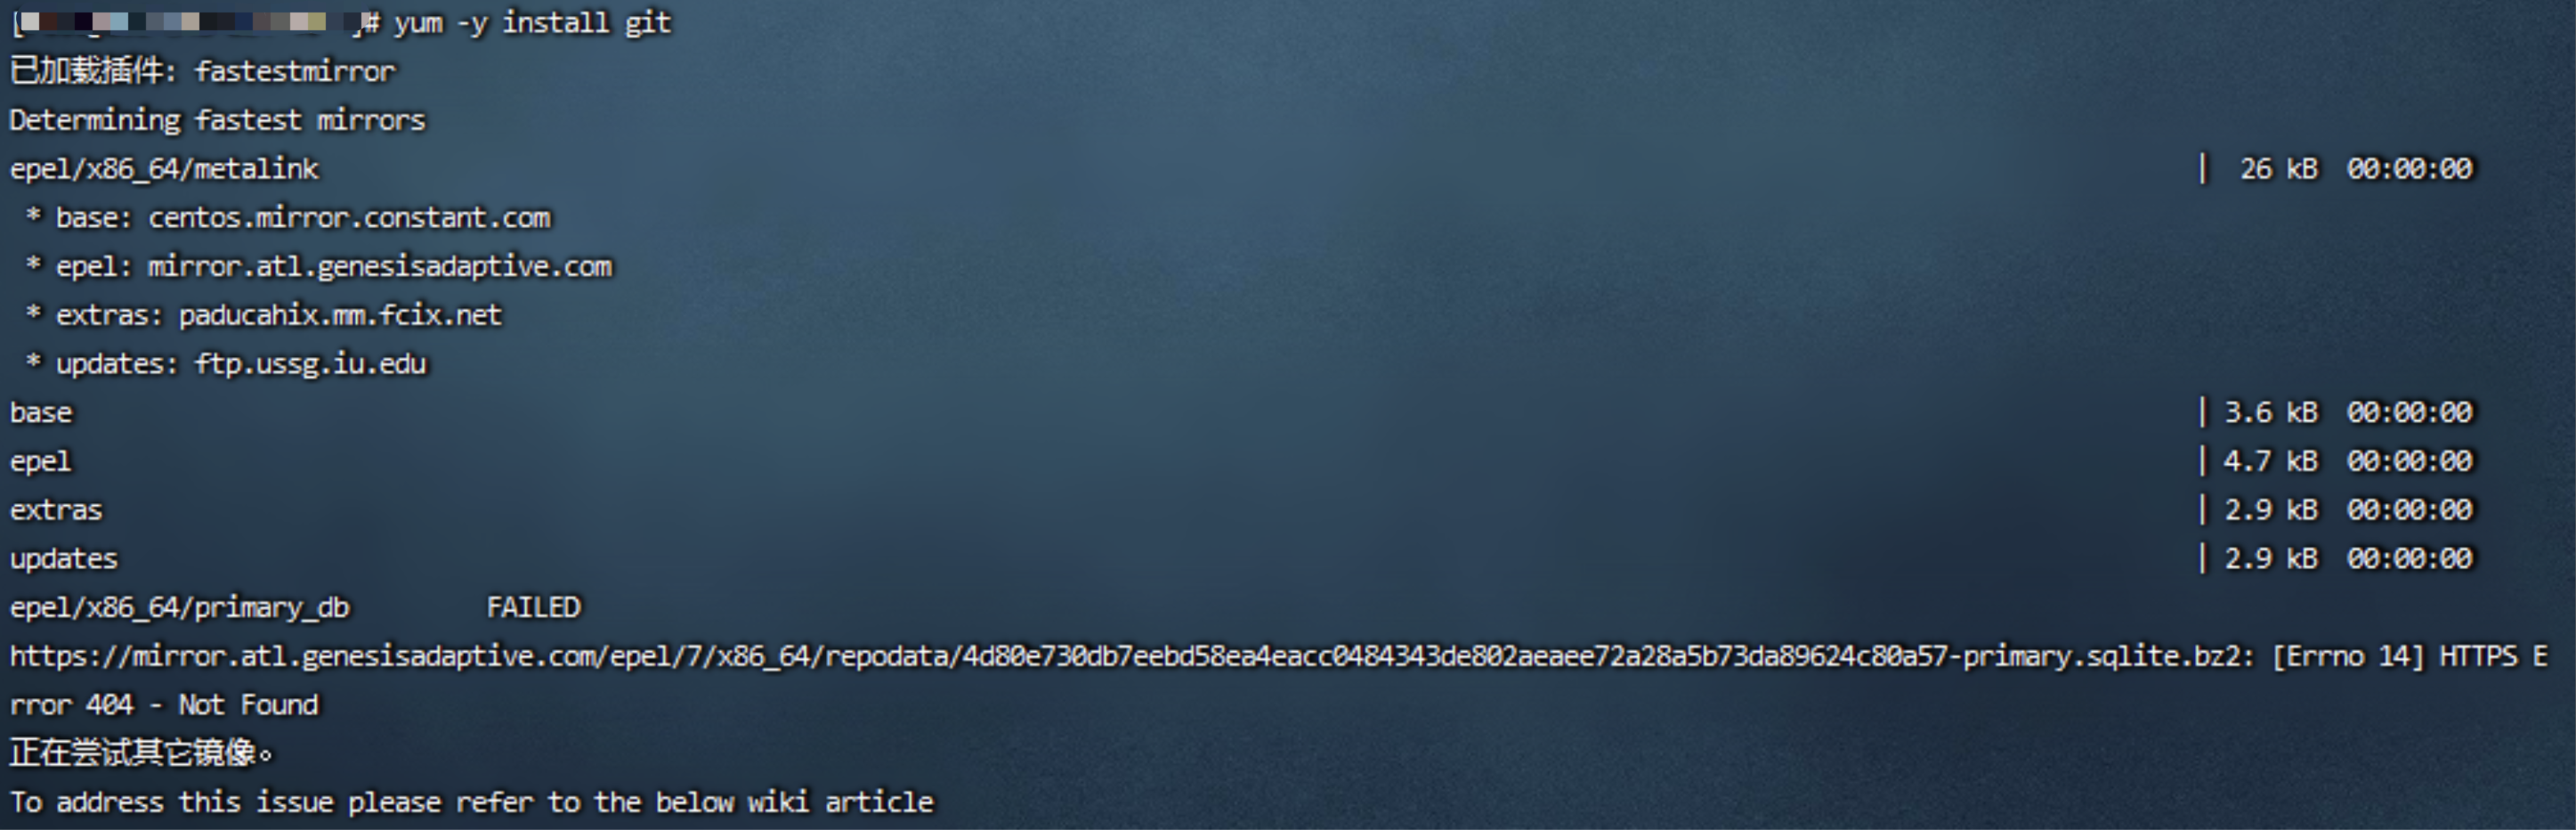 [ ]# yum -y install git
已加载插件: fastestmirror
Determining fastest mirrors
epel/x86_64/metalink | 26 kB 00:00:00
* base: centos.mirror.constant.com
* epel: mirror.atl.genesisadaptive.com
* extras: paducahix.mm.fcix.net
* updates: ftp.ussg.iu.edu
base | 3.6 kB 00:00:00
epel | 4.7 kB 00:00:00
extras | 2.9 kB 00:00:00
updates | 2.9 kB 00:00:00
epel/x86_64/primary_db FAILED
https://mirror.atl.genesisadaptive.com/epel/7/x86_64/repodata/4d80e730db7eebd58ea4eacc0484343de802aeaee72a28a5b73da89624c80a57-primary.sqlite.bz2: [Errno 14] HTTPS E
rror 404 - Not Found
正在尝试其它镜像。
To address this issue please refer to the below wiki article